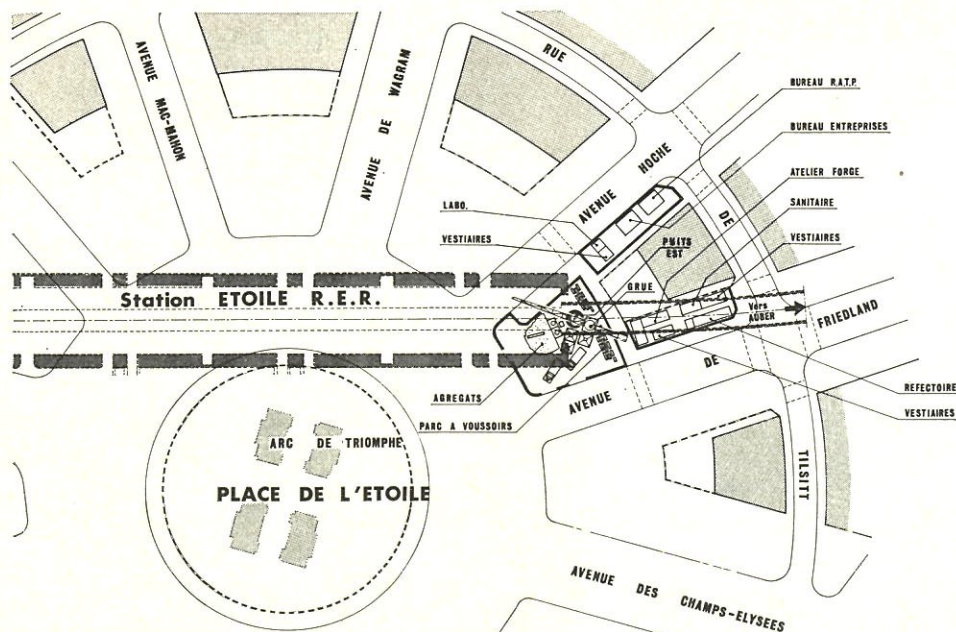 AVENUE MAC-MAHON
AVENUE DE WAGRAM
RUE
DE
TILSITT
AVENUE HOCHE
BUREAU R.A.T.P.
BUREAU ENTREPRISES
ATELIER FORGE
SANITAIRE
VESTIAIRES
LABO.
VESTIAIRES
PUITS
EST
GRUE
Station ETOILE R.E.R.
Vers
AUBER
AVENUE DE FRIEDLAND
AGREGATS
PARC A VOUSSOIRS
REFECTOIRE
VESTIAIRES
ARC DE TRIOMPHE
PLACE DE L'ETOILE
AVENUE DES CHAMPS-ELYSEES